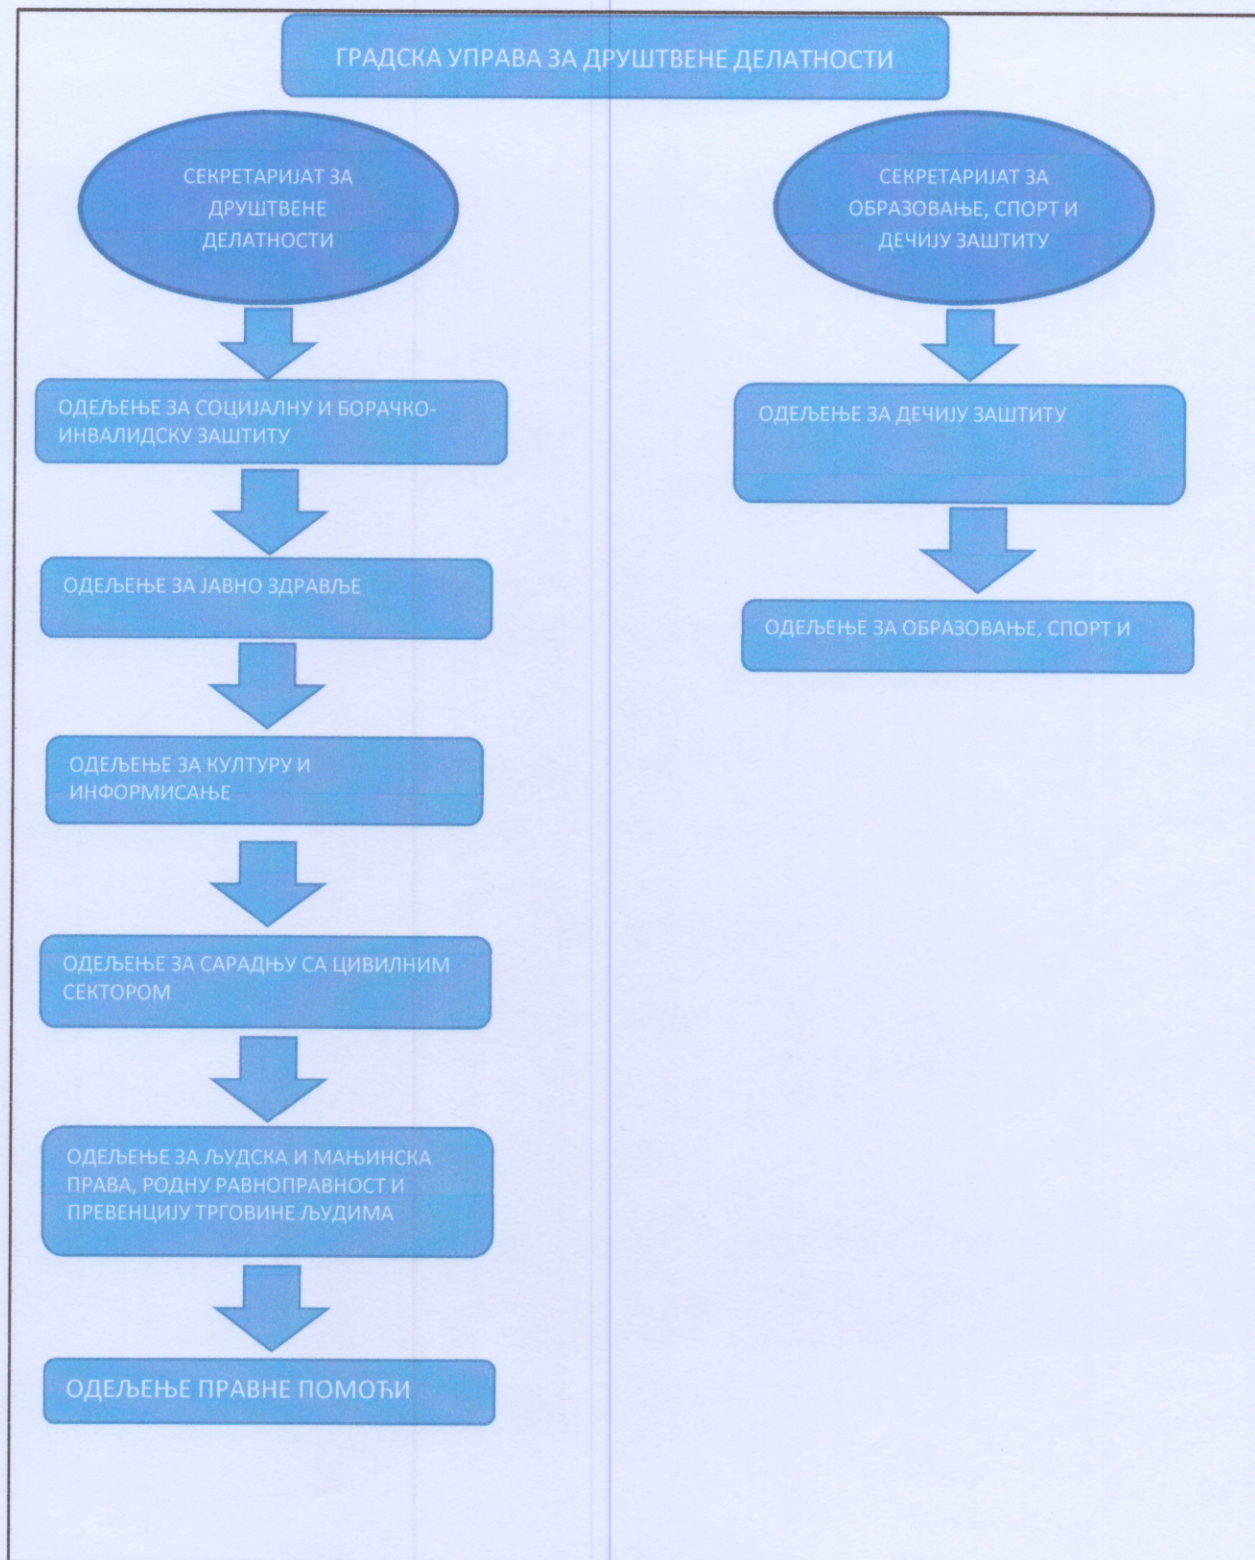 ГРАДСКА УПРАВА ЗА ДРУШТВЕНЕ ДЕЛАТНОСТИ
СЕКРЕТАРИЈАТ ЗА
ДРУШТВЕНЕ
ДЕЛАТНОСТИ
ОДЕЉЕЊЕ ЗА СОЦИЈАЛНУ И БОРАЧКО-
ИНВАЛИДСКУ ЗАШТИТУ
ОДЕЉЕЊЕ ЗА ЈАВНО ЗДРАВЉЕ
ОДЕЉЕЊЕ ЗА КУЛТУРУ И
ИНФОРМИСАЊЕ
ОДЕЉЕЊЕ ЗА САРАДЊУ СА ЦИВИЛНИМ
СЕКТОРОМ
ОДЕЉЕЊЕ ЗА ЉУДСКА И МАЊИНСКА
ПРАВА, РОДНУ РАВНОПРАВНОСТ И
ПРЕВЕНЦИЈУ ТРГОВИНЕ ЉУДИМА
ОДЕЉЕЊЕ ПРАВНЕ ПОМОЋИ
СЕКРЕТАРИЈАТ ЗА
ОБРАЗОВАЊЕ, СПОРТ И
ДЕЧИЈУ ЗАШТИТУ
ОДЕЉЕЊЕ ЗА ДЕЧИЈУ ЗАШТИТУ
ОДЕЉЕЊЕ ЗА ОБРАЗОВАЊЕ, СПОРТ И